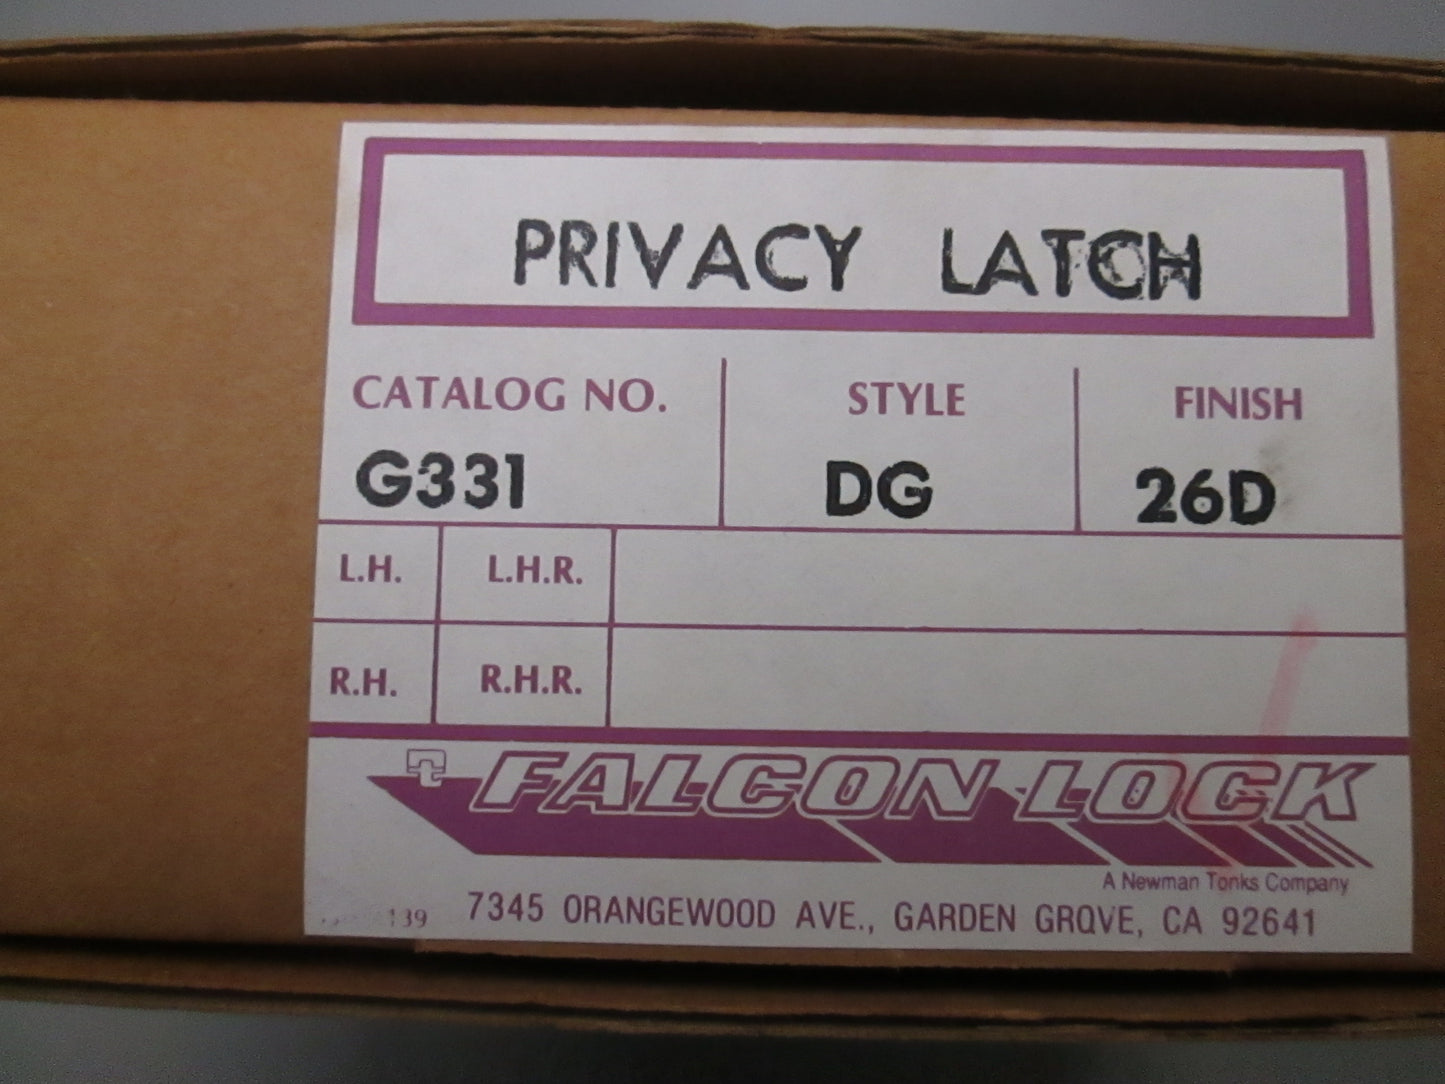 PRIVACY LATCH
CATALOG NO. STYLE FINISH
G331 DG 26D
L.H. L.H.R.
R.H. R.H.R.
FALCON LOCK
A Newman Tonks Company
139 7345 ORANGEWOOD AVE., GARDEN GROVE, CA 92641